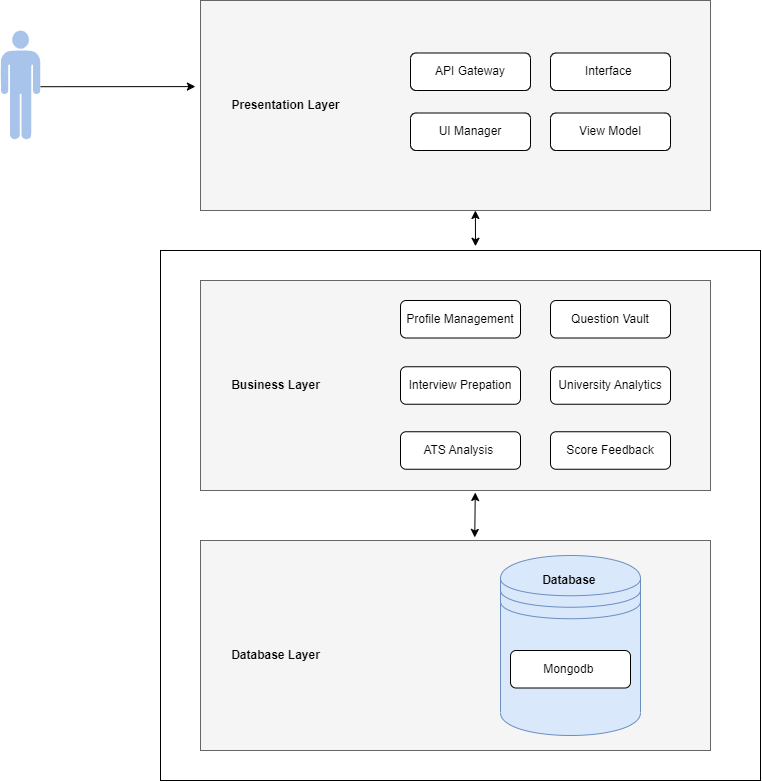 API Gateway
Interface
Presentation Layer
UI Manager
View Model
Profile Management
Question Vault
Business Layer
Interview Prepation
University Analytics
ATS Analysis
Score Feedback
Database
Database Layer
Mongodb